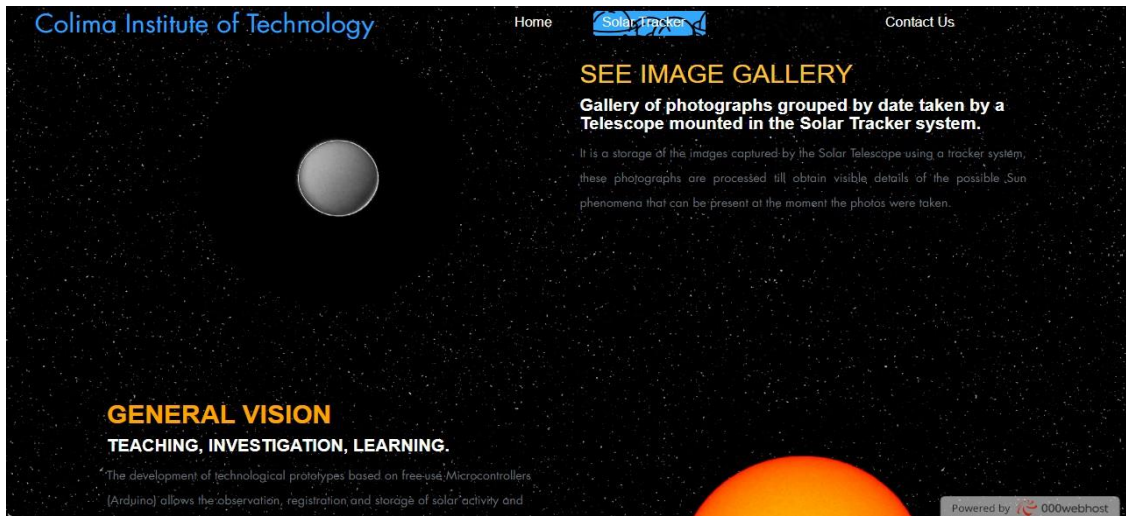 Colima Institute of Technology
Home
Solar Tracker
Contact Us
SEE IMAGE GALLERY
Gallery of photographs grouped by date taken by a
Telescope mounted in the Solar Tracker system.
It is a storage of the images captured by the Solar Telescope using a tracker system,
these photographs are processed till obtain visible details of the possible Sun
phenomena that can be present at the moment the photos were taken.
GENERAL VISION
TEACHING, INVESTIGATION, LEARNING.
The development of technological prototypes based on free-use Microcontrollers
(Arduino) allows the observation, registration and storage of solar activity and
Powered by 000webhost